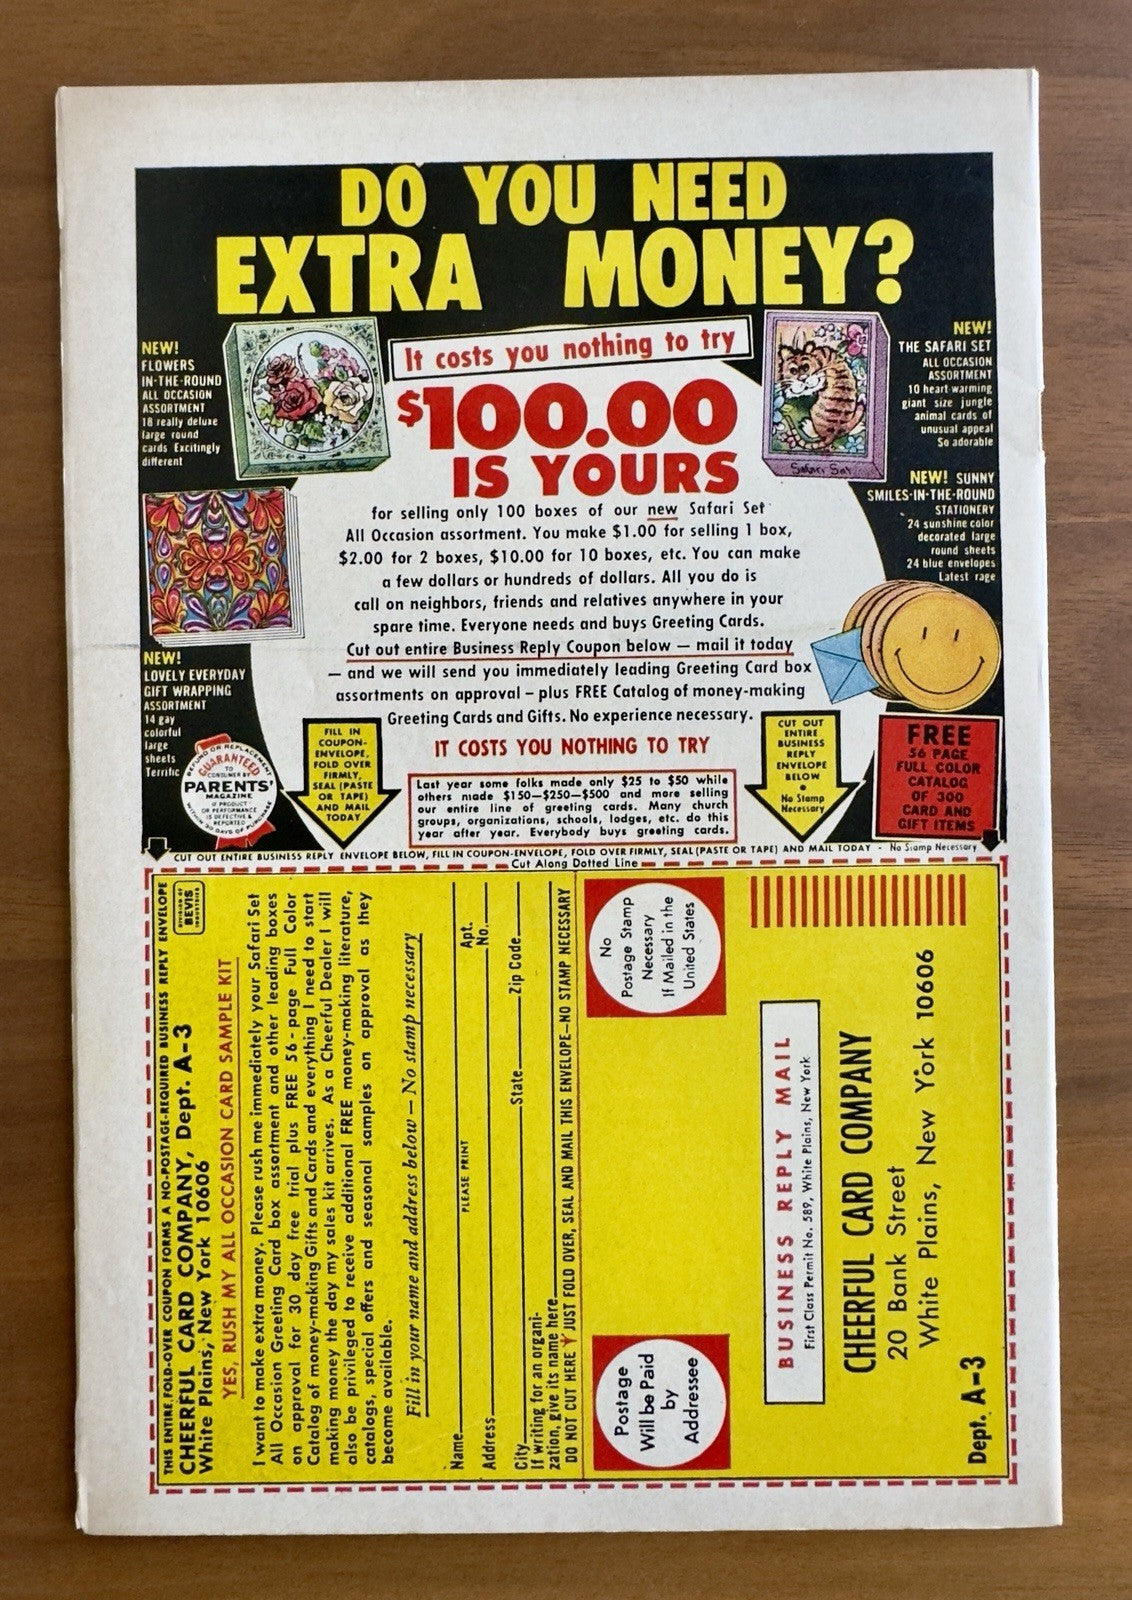 DO YOU NEED
EXTRA MONEY?
It costs you nothing to try
$100.00
IS YOURS
NEW!
FLOWERS
IN-THE-ROUND
ALL OCCASION
ASSORTMENT
18 really deluxe
large round
cards Excitingly
different
NEW!
THE SAFARI SET
ALL OCCASION
ASSORTMENT
10 heart-warming
giant size jungle
animal cards of
unusual appeal
So adorable
Safari Set
NEW! SUNNY
SMILES-IN-THE-ROUND
STATIONERY
24 sunshine color
decorated large
round sheets
24 blue envelopes
Latest rage
for selling only 100 boxes of our new Safari Set
All Occasion assortment. You make $1.00 for selling 1 box,
$2.00 for 2 boxes, $10.00 for 10 boxes, etc. You can make
a few dollars or hundreds of dollars. All you do is
call on neighbors, friends and relatives anywhere in your
spare time. Everyone needs and buys Greeting Cards.
Cut out entire Business Reply Coupon below — mail it today
— and we will send you immediately leading Greeting Card box
assortments on approval – plus FREE Catalog of money-making
Greeting Cards and Gifts. No experience necessary.
IT COSTS YOU NOTHING TO TRY
NEW!
LOVELY EVERYDAY
GIFT WRAPPING
ASSORTMENT
14 gay
colorful
large
sheets
Terrific
REFUND OR REPLACEMENT
GUARANTEED
TO
CONSUMER BY
PARENTS'
MAGAZINE
IF PRODUCT
OR PERFORMANCE
IS DEFECTIVE &
REPORTED
WITHIN 30 DAYS OF PURCHASE
FILL IN
COUPON-
ENVELOPE,
FOLD OVER
FIRMLY,
SEAL (PASTE
OR TAPE)
AND MAIL
TODAY
Last year some folks made only $25 to $50 while
others made $150—$250—$500 and more selling
our entire line of greeting cards. Many church
groups, organizations, schools, lodges, etc. do this
year after year. Everybody buys greeting cards.
CUT OUT
ENTIRE
BUSINESS
REPLY
ENVELOPE
BELOW
•
No Stamp
Necessary
FREE
56 PAGE
FULL COLOR
CATALOG
OF 300
CARD AND
GIFT ITEMS
CUT OUT ENTIRE BUSINESS REPLY ENVELOPE BELOW, FILL IN COUPON-ENVELOPE, FOLD OVER FIRMLY, SEAL (PASTE OR TAPE) AND MAIL TODAY - No Stamp Necessary
Cut Along Dotted Line
THIS ENTIRE FOLD-OVER COUPON FORMS A NO-POSTAGE-REQUIRED BUSINESS REPLY ENVELOPE
CHEERFUL CARD COMPANY, Dept. A-3
White Plains, New York 10606
DIVISION OF
BEVIS
INDUSTRIES
YES, RUSH MY ALL OCCASION CARD SAMPLE KIT
I want to make extra money. Please rush me immediately your Safari Set
All Occasion Greeting Card box assortment and other leading boxes
on approval for 30 day free trial plus FREE 56-page Full Color
Catalog of money-making Gifts and Cards and everything I need to start
making money the day my sales kit arrives. As a Cheerful Dealer I will
also be privileged to receive additional FREE money-making literature,
catalogs, special offers and seasonal samples on approval as they
become available.
Fill in your name and address below — No stamp necessary
Name
PLEASE PRINT
Address Apt. No.
City State Zip Code
If writing for an organi-
zation, give its name here
DO NOT CUT HERE JUST FOLD OVER, SEAL AND MAIL THIS ENVELOPE—NO STAMP NECESSARY
No
Postage Stamp
Necessary
If Mailed in the
United States
Postage
Will be Paid
by
Addressee
BUSINESS REPLY MAIL
First Class Permit No. 589, White Plains, New York
CHEERFUL CARD COMPANY
20 Bank Street
White Plains, New York 10606
Dept. A-3